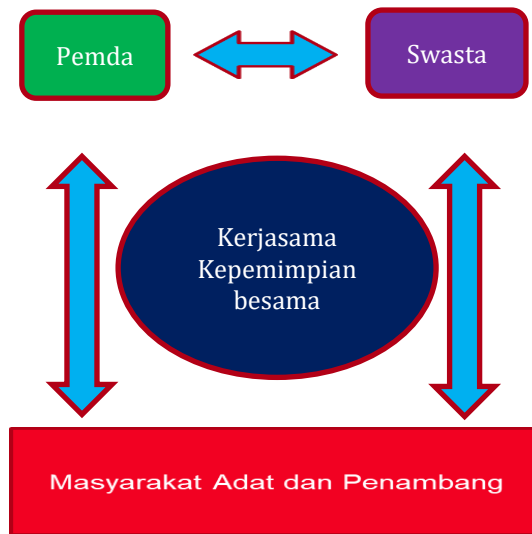 Pemda
Swasta
Kerjasama
Kepemimpian
besama
Masyarakat Adat dan Penambang